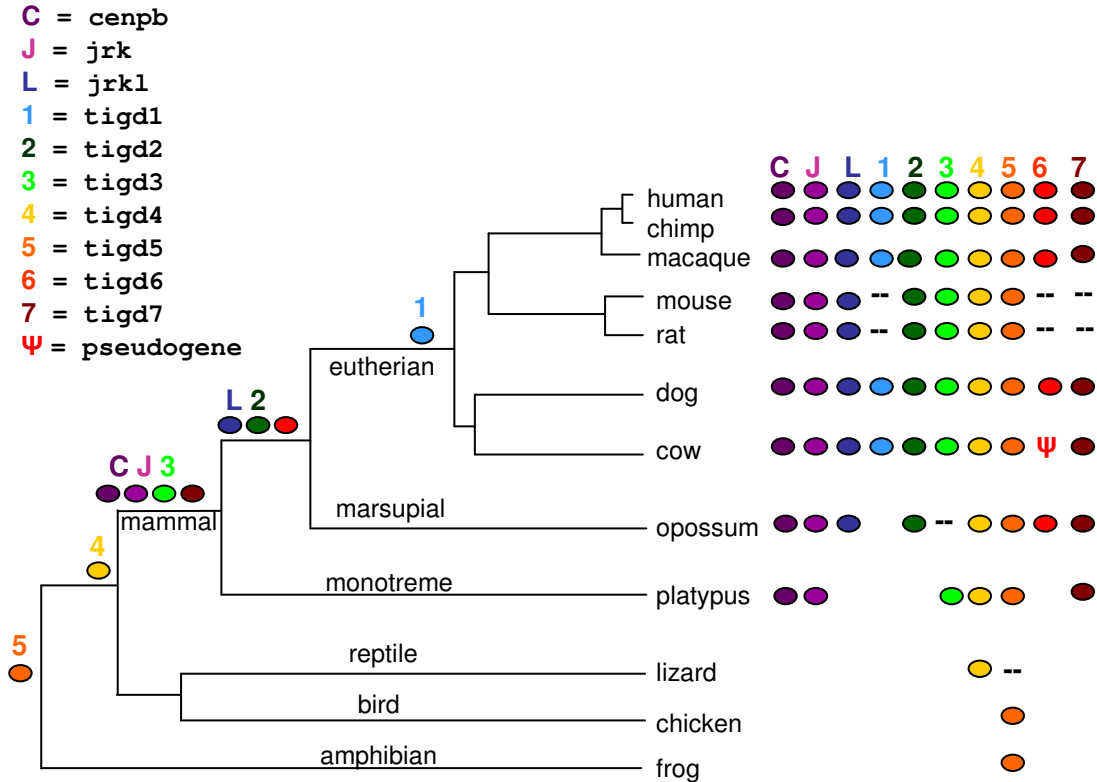 C = cenpb
J = jrk
L = jrkl
1 = tigd1
2 = tigd2
3 = tigd3
4 = tigd4
5 = tigd5
6 = tigd6
7 = tigd7
Ψ = pseudogene
C J L 1 2 3 4 5 6 7
human
chimp
macaque
mouse -- -- --
rat -- -- --
1
eutherian
dog
L 2
cow Ψ
C J 3
mammal
marsupial
opossum --
4
monotreme
platypus
5
reptile
lizard --
bird
chicken
amphibian
frog